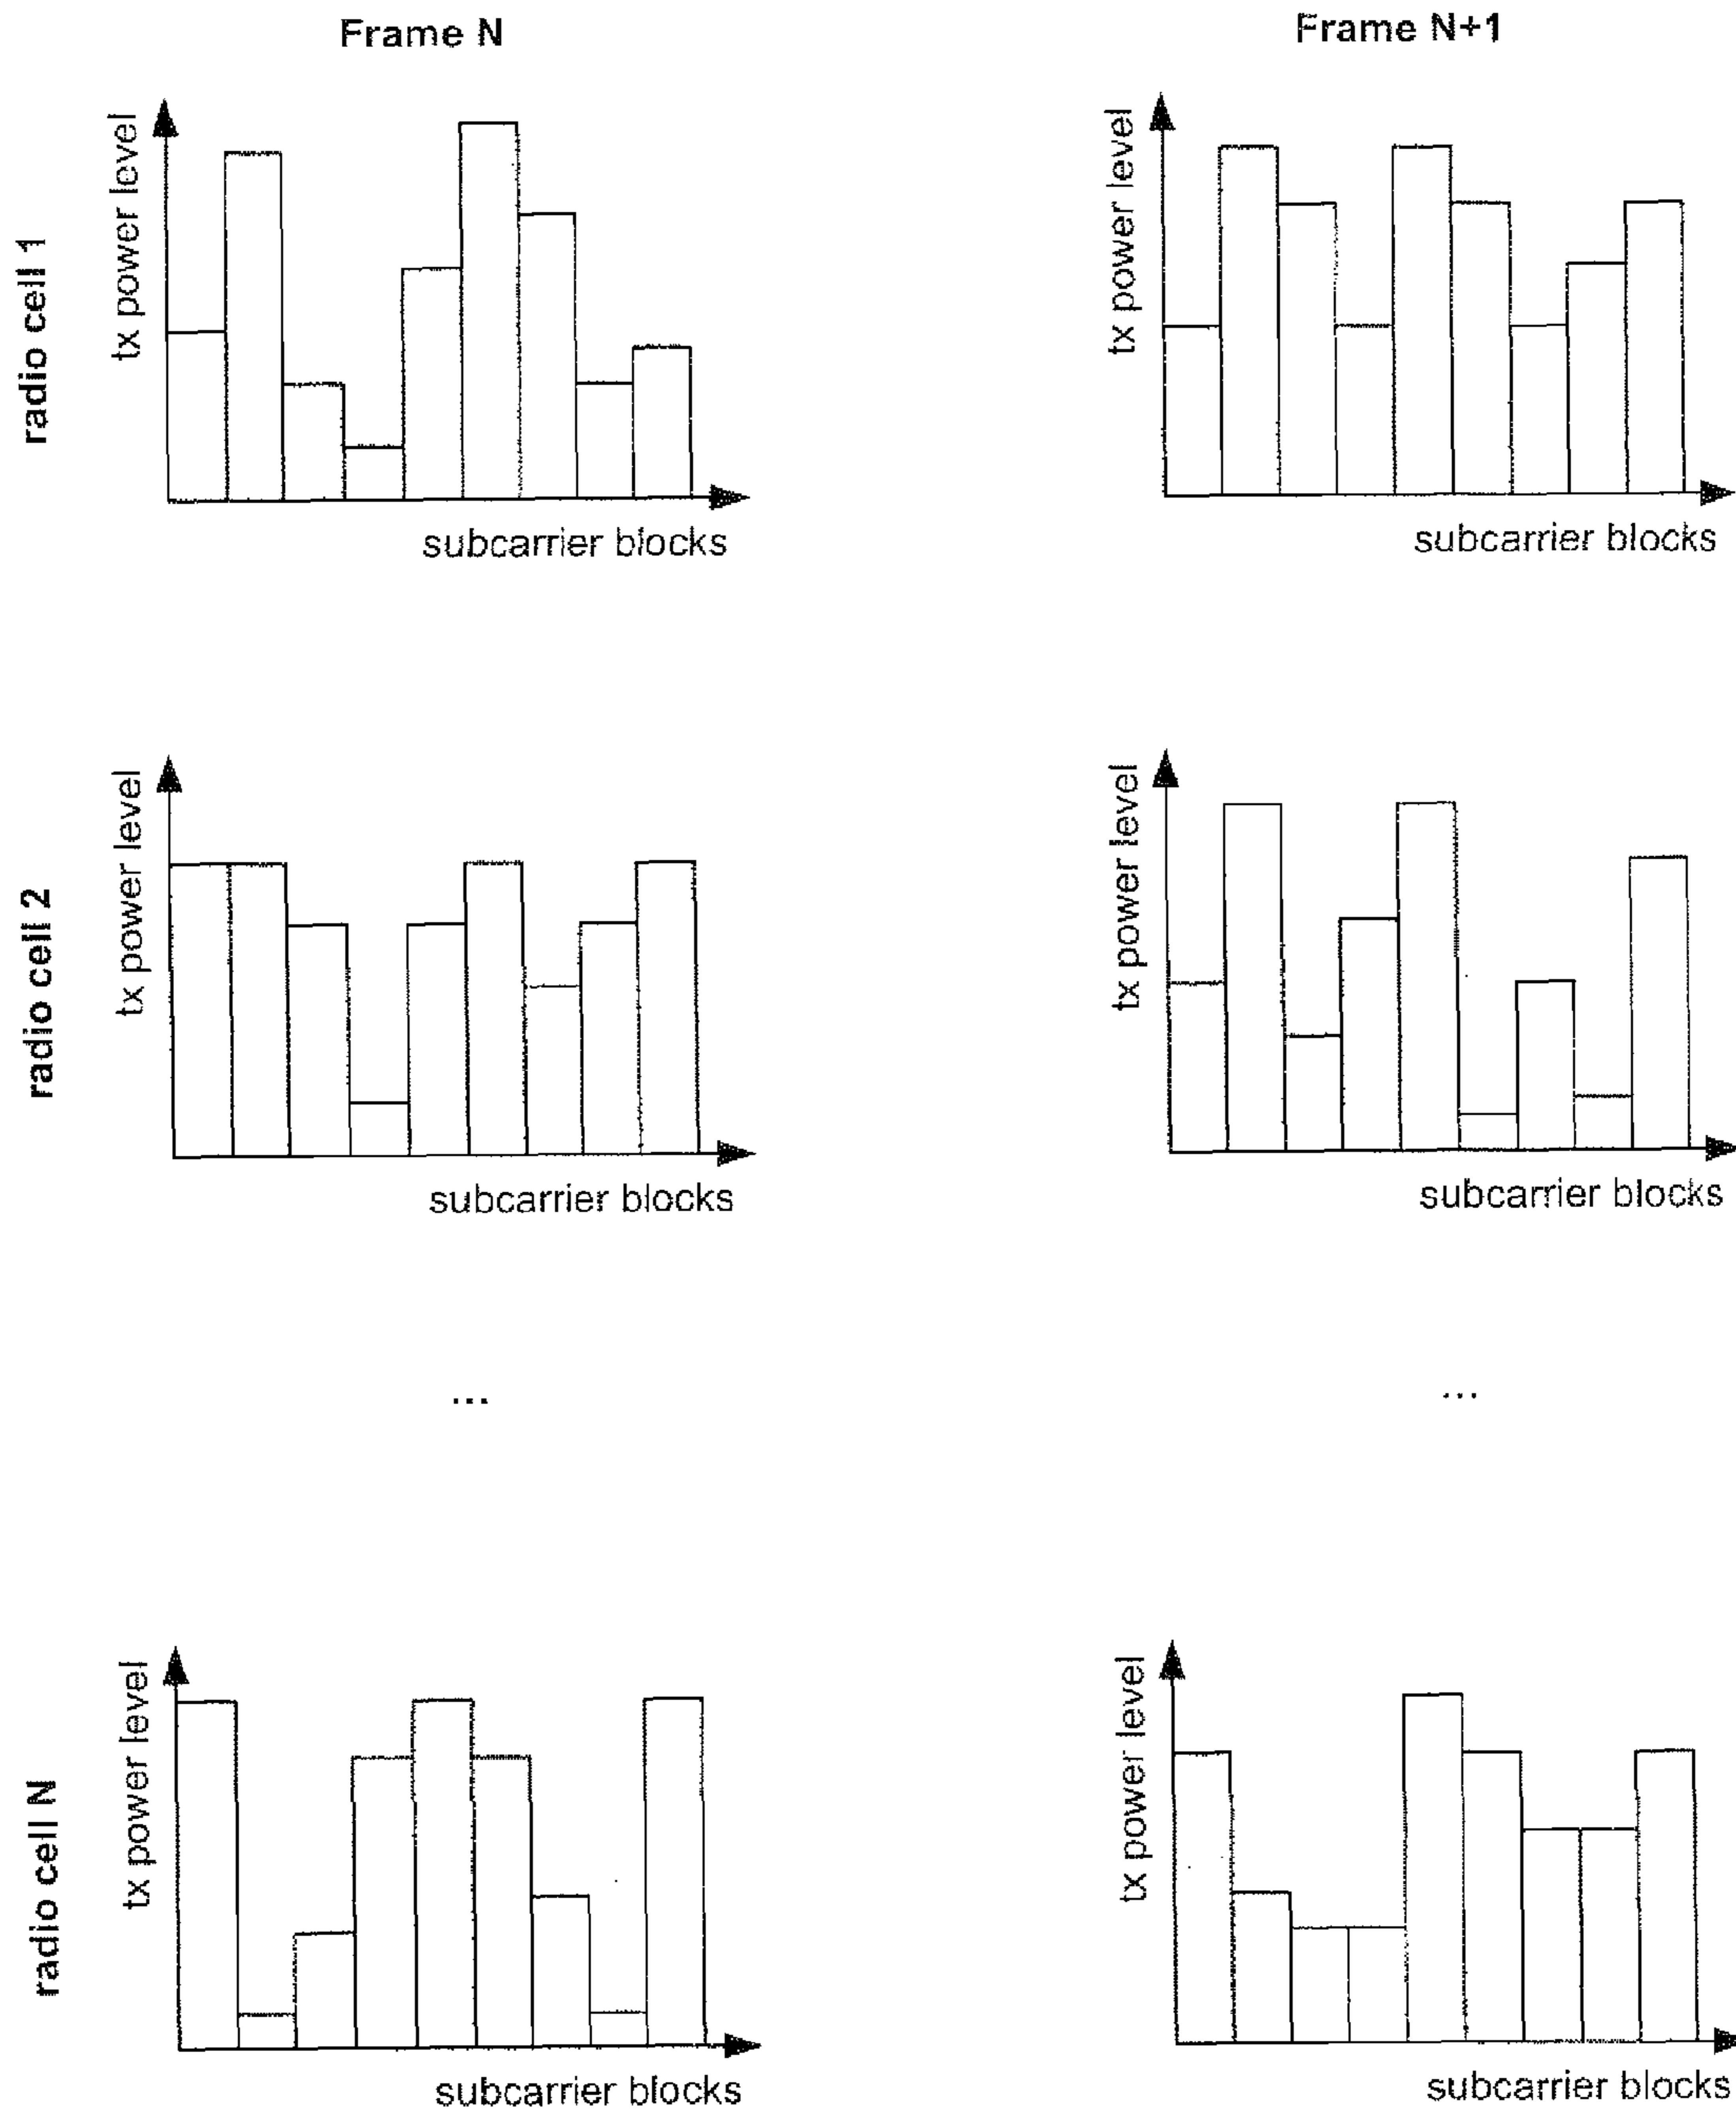 Frame N
Frame N+1
radio cell 1
tx power level
subcarrier blocks
tx power level
subcarrier blocks
radio cell 2
tx power level
subcarrier blocks
tx power level
subcarrier blocks
...
...
radio cell N
tx power level
subcarrier blocks
tx power level
subcarrier blocks